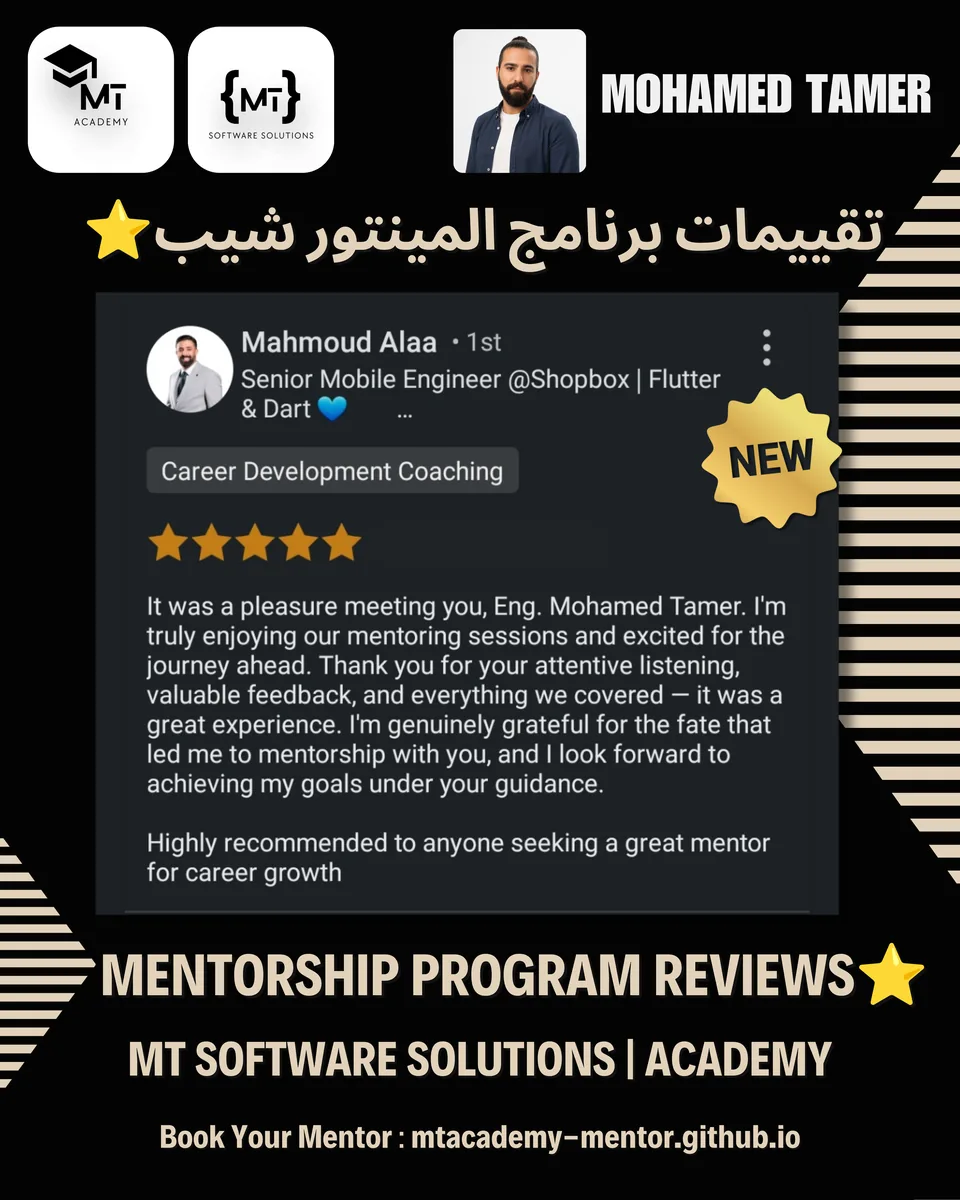 MT
ACADEMY
{MT}
SOFTWARE SOLUTIONS
MOHAMED TAMER
تقييمات برنامج المينتور شيب⭐
Mahmoud Alaa • 1st
Senior Mobile Engineer @Shopbox | Flutter
& Dart 💙 ...
Career Development Coaching
NEW
It was a pleasure meeting you, Eng. Mohamed Tamer. I'm
truly enjoying our mentoring sessions and excited for the
journey ahead. Thank you for your attentive listening,
valuable feedback, and everything we covered — it was a
great experience. I'm genuinely grateful for the fate that
led me to mentorship with you, and I look forward to
achieving my goals under your guidance.
Highly recommended to anyone seeking a great mentor
for career growth
MENTORSHIP PROGRAM REVIEWS⭐
MT SOFTWARE SOLUTIONS | ACADEMY
Book Your Mentor : mtacademy-mentor.github.io